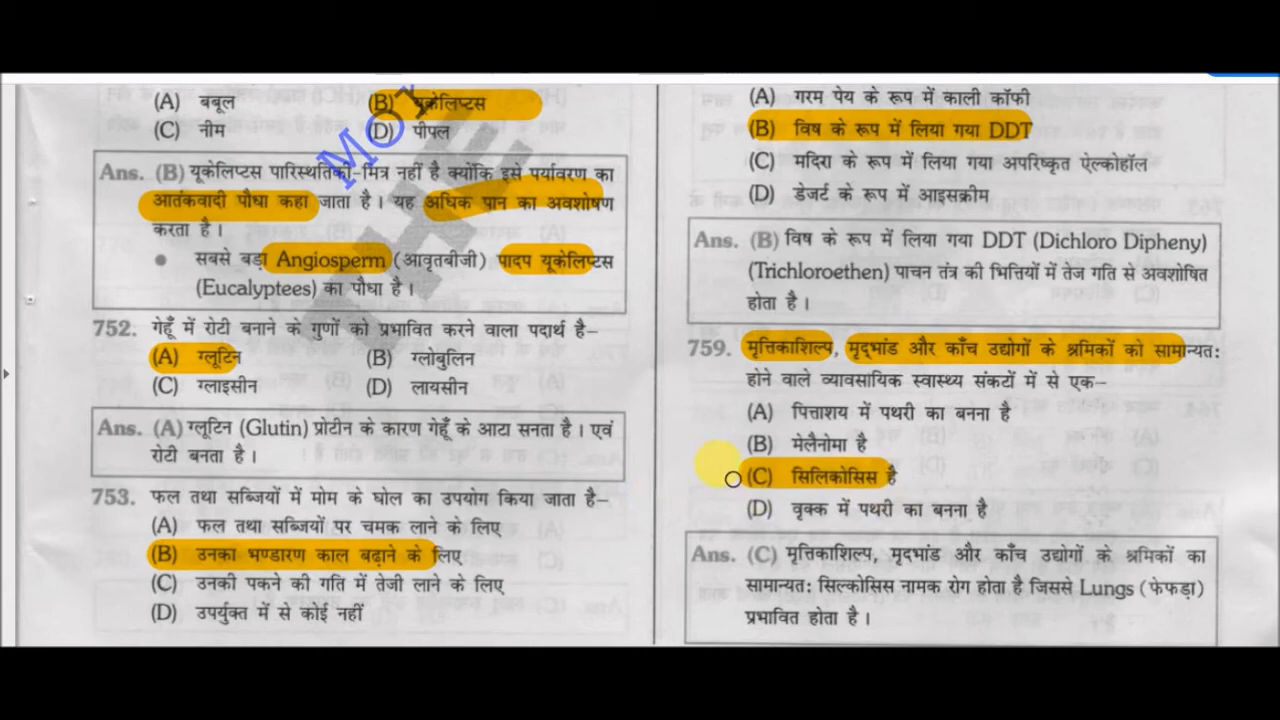 (A) बबूल (B) यूकेलिप्टस
(C) नीम (D) पीपल
Ans. (B) यूकेलिप्टस पारिस्थतिकी-मित्र नहीं है क्योंकि इसे पर्यावरण का
आतंकवादी पौधा कहा जाता है। यह अधिक पान का अवशोषण
करता है।
● सबसे बड़ा Angiosperm (आवृतबीजी) पादप यूकेलिप्टस
(Eucalyptees) का पौधा है।
752. गेहूँ में रोटी बनाने के गुणों को प्रभावित करने वाला पदार्थ है–
(A) ग्लूटिन (B) ग्लोबुलिन
(C) ग्लाइसीन (D) लायसीन
Ans. (A) ग्लूटिन (Glutin) प्रोटीन के कारण गेहूँ के आटा सनता है। एवं
रोटी बनता है।
753. फल तथा सब्जियों में मोम के घोल का उपयोग किया जाता है–
(A) फल तथा सब्जियों पर चमक लाने के लिए
(B) उनका भण्डारण काल बढ़ाने के लिए
(C) उनकी पकने की गति में तेजी लाने के लिए
(D) उपर्युक्त में से कोई नहीं
(A) गरम पेय के रूप में काली कॉफी
(B) विष के रूप में लिया गया DDT
(C) मदिरा के रूप में लिया गया अपरिष्कृत ऐल्कोहॉल
(D) डेजर्ट के रूप में आइसक्रीम
Ans. (B) विष के रूप में लिया गया DDT (Dichloro Dipheny)
(Trichloroethen) पाचन तंत्र की भित्तियों में तेज गति से अवशोषित
होता है।
759. मृत्तिकाशिल्प, मृद्भांड और काँच उद्योगों के श्रमिकों को सामान्यत:
होने वाले व्यावसायिक स्वास्थ्य संकटों में से एक–
(A) पित्ताशय में पथरी का बनना है
(B) मेलैनोमा है
(C) सिलिकोसिस है
(D) वृक्क में पथरी का बनना है
Ans. (C) मृत्तिकाशिल्प, मृदभांड और काँच उद्योगों के श्रमिकों का
सामान्यत: सिल्कोसिस नामक रोग होता है जिससे Lungs (फेफड़ा)
प्रभावित होता है।